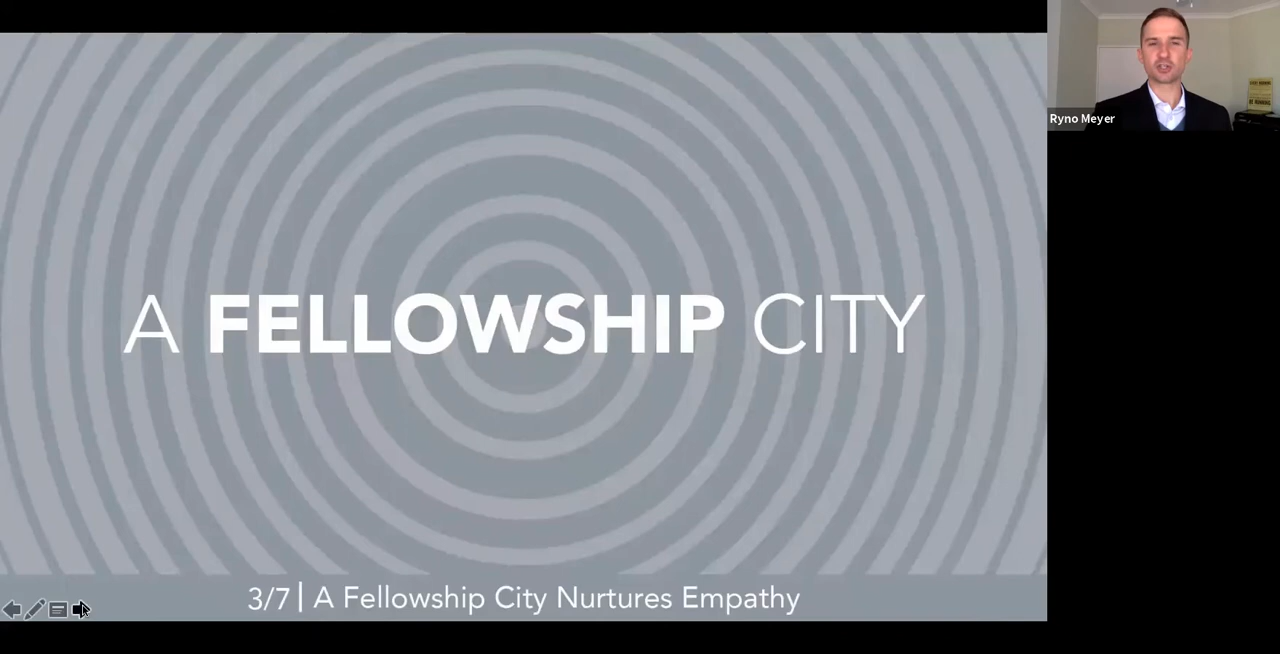 Ryno Meyer
A FELLOWSHIP CITY
3/7 | A Fellowship City Nurtures Empathy